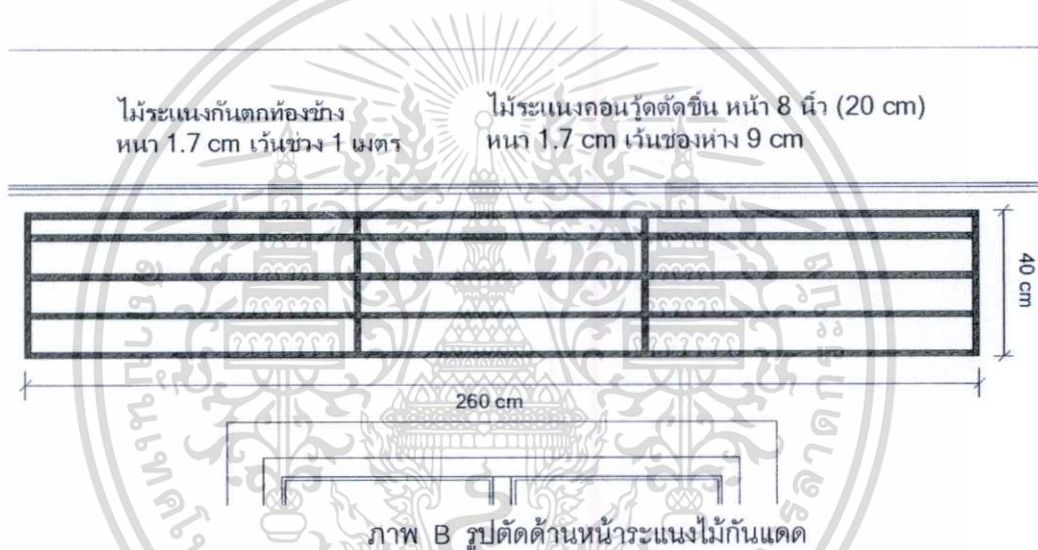 ไม้ระแนงกันตกท้องช้าง
หนา 1.7 cm เว้นช่วง 1 เมตร
ไม้ระแนงคอนวู้ดตัดขึ้น หน้า 8 นิ้ว (20 cm)
หนา 1.7 cm เว้นช่องห่าง 9 cm
40 cm
260 cm
ภาพ B รูปตัดด้านหน้าระแนงไม้กันแดด